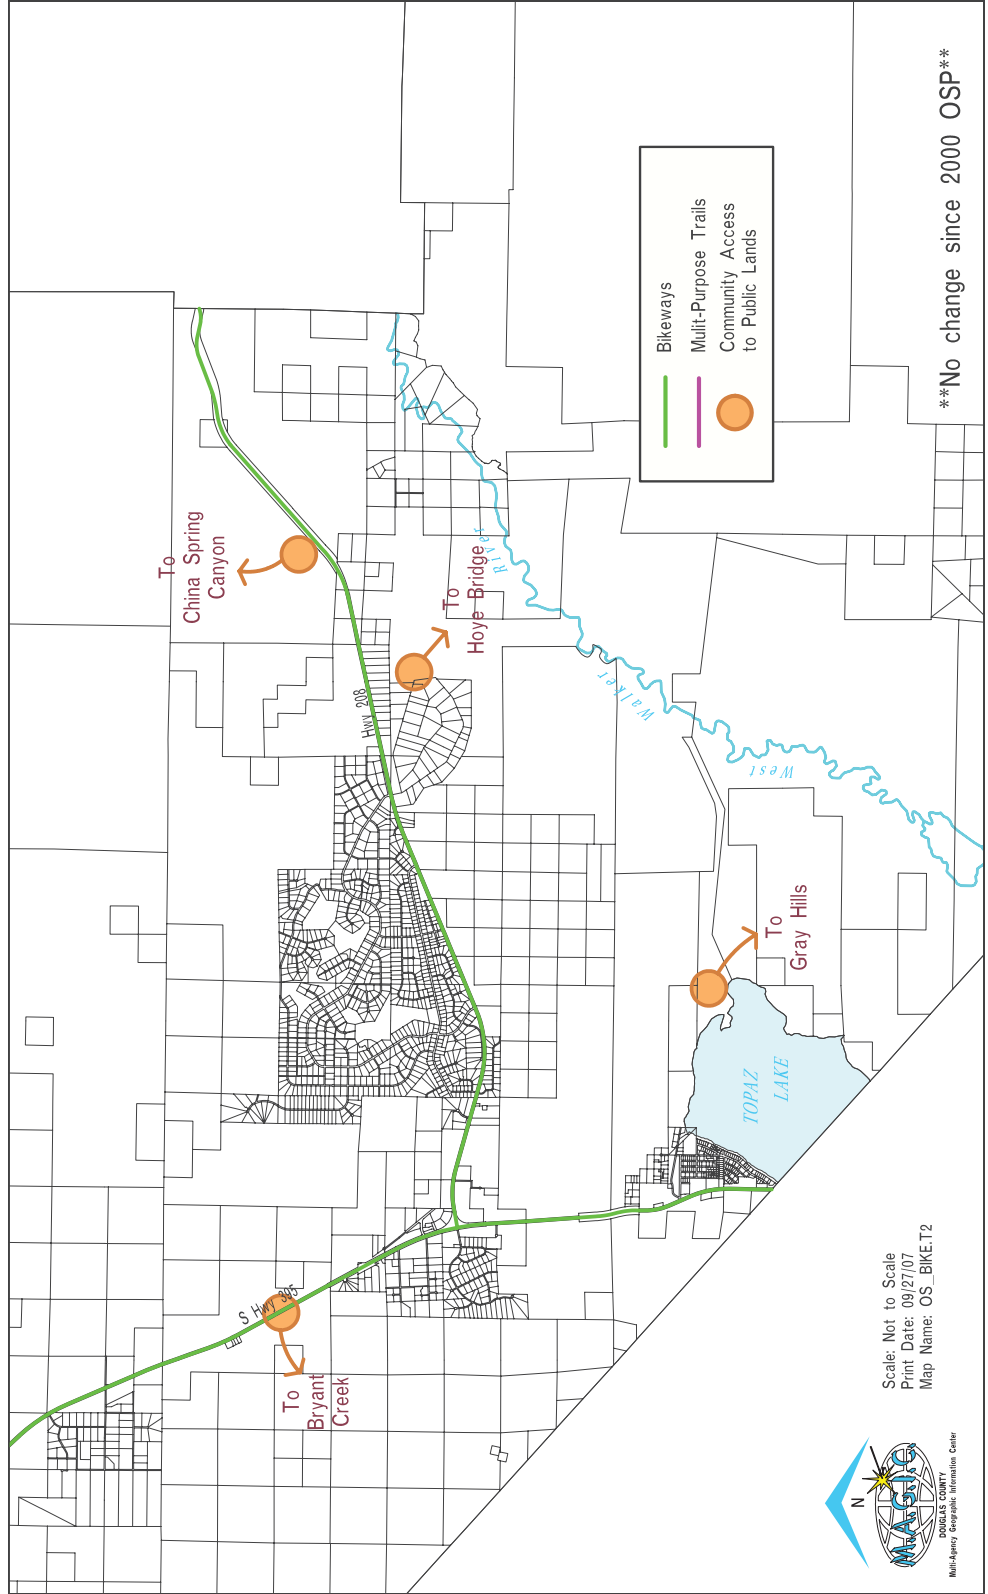 To
China Spring
Canyon
To
Hoye Bridge
Hwy 208
River
Walker
West
To
Gray Hills
TOPAZ
LAKE
S Hwy 395
To
Bryant
Creek
Bikeways
Mulit-Purpose Trails
Community Access
to Public Lands
**No change since 2000 OSP**
Scale: Not to Scale
Print Date: 09/27/07
Map Name: OS_BIKE.T2
N
M.A.G.I.C.
DOUGLAS COUNTY
Multi-Agency Geographic Information Center